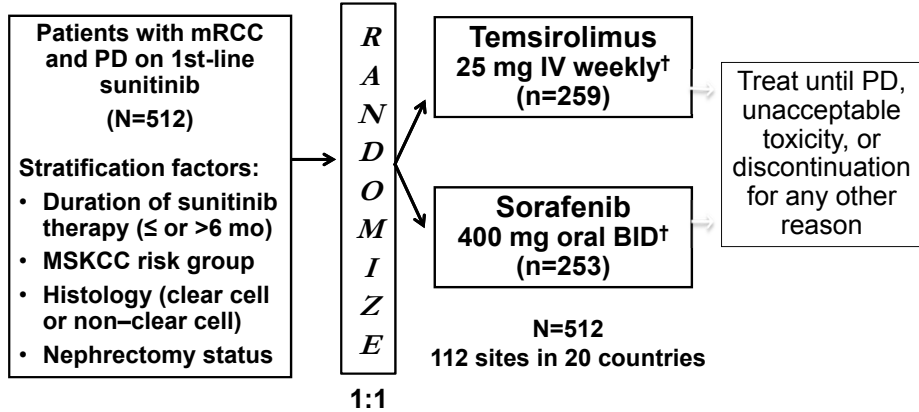 Patients with mRCC
and PD on 1st-line
sunitinib
(N=512)
Stratification factors:
• Duration of sunitinib
therapy (≤ or >6 mo)
• MSKCC risk group
• Histology (clear cell
or non–clear cell)
• Nephrectomy status
R
A
N
D
O
M
I
Z
E
1:1
Temsirolimus
25 mg IV weekly†
(n=259)
Sorafenib
400 mg oral BID†
(n=253)
N=512
112 sites in 20 countries
Treat until PD,
unacceptable
toxicity, or
discontinuation
for any other
reason